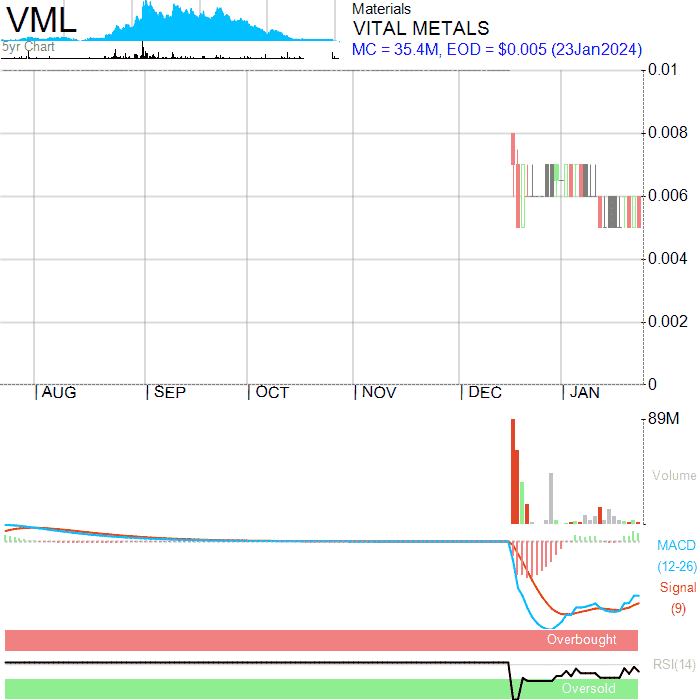 VML
5yr Chart
Materials
VITAL METALS
MC = 35.4M, EOD = $0.005 (23Jan2024)
0.01
0.008
0.006
0.004
0.002
0
AUG SEP OCT NOV DEC JAN
89M
Volume
MACD
(12-26)
Signal
(9)
Overbought
RSI(14)
Oversold